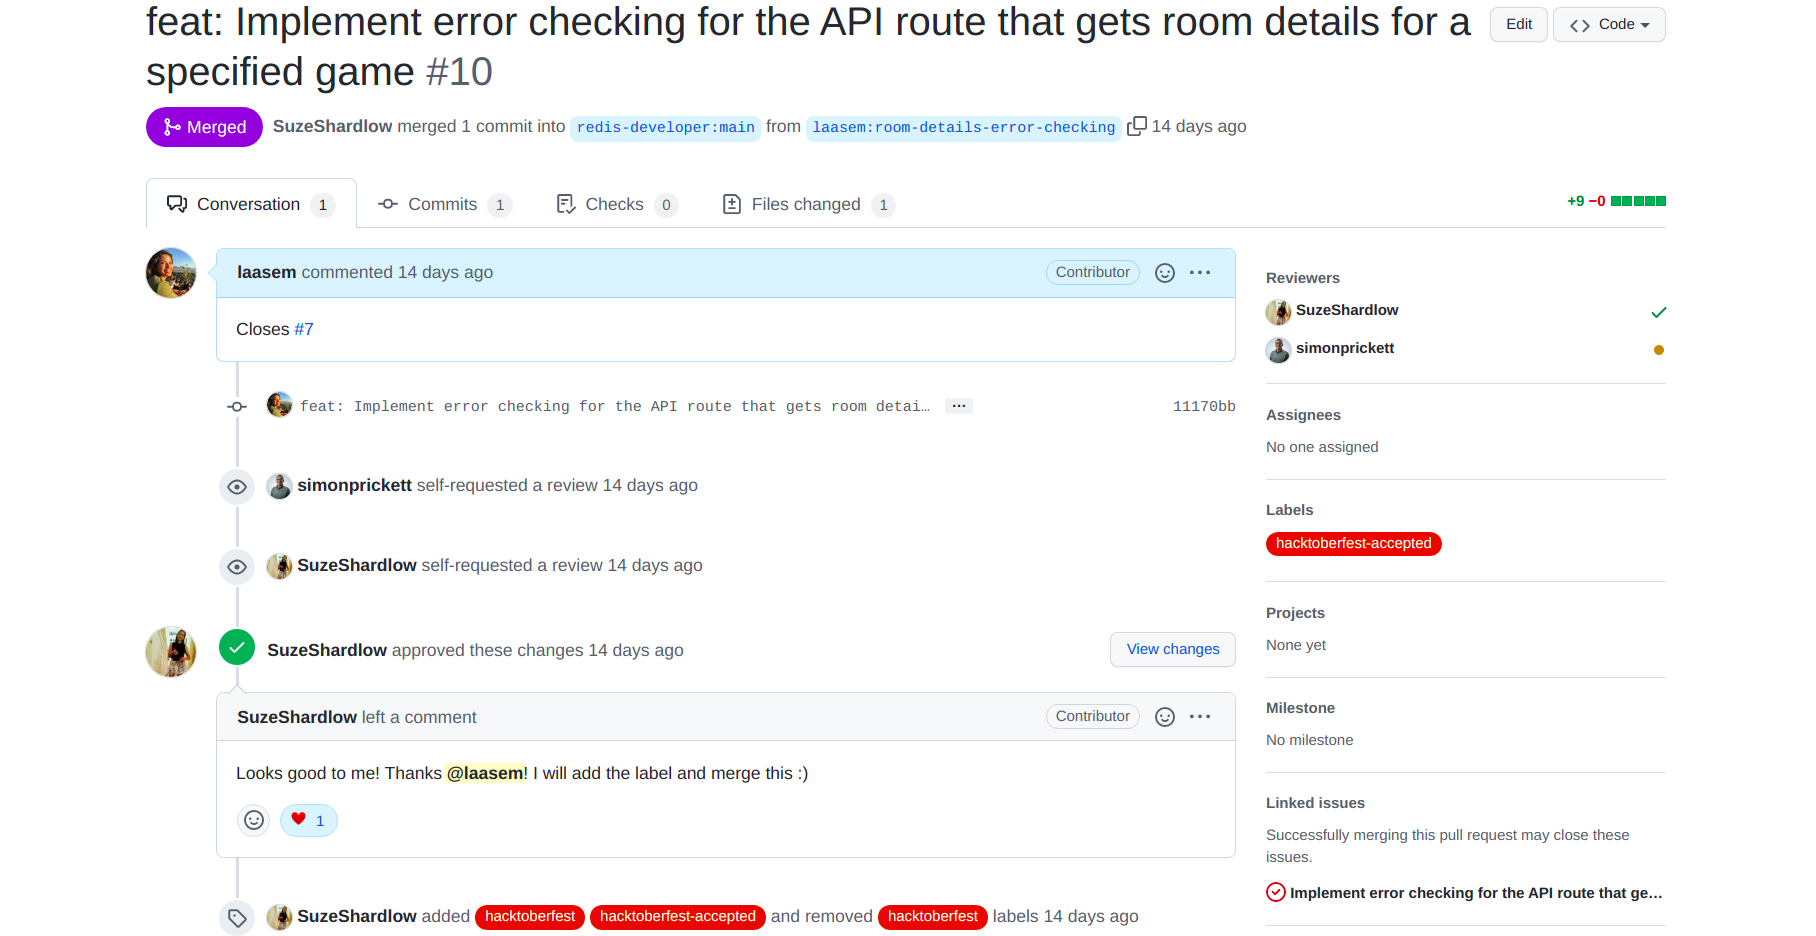 feat: Implement error checking for the API route that gets room details for a
specified game #10
Edit
Code
Merged
SuzeShardlow merged 1 commit into redis-developer:main from laasem:room-details-error-checking 14 days ago
Conversation 1
Commits 1
Checks 0
Files changed 1
+9 −0
laasem commented 14 days ago
Contributor
Closes #7
feat: Implement error checking for the API route that gets room detai…
…
11170bb
simonprickett self-requested a review 14 days ago
SuzeShardlow self-requested a review 14 days ago
SuzeShardlow approved these changes 14 days ago
View changes
SuzeShardlow left a comment
Contributor
Looks good to me! Thanks @laasem! I will add the label and merge this :)
1
SuzeShardlow added hacktoberfest hacktoberfest-accepted and removed hacktoberfest labels 14 days ago
Reviewers
SuzeShardlow
simonprickett
Assignees
No one assigned
Labels
hacktoberfest-accepted
Projects
None yet
Milestone
No milestone
Linked issues
Successfully merging this pull request may close these
issues.
Implement error checking for the API route that ge…